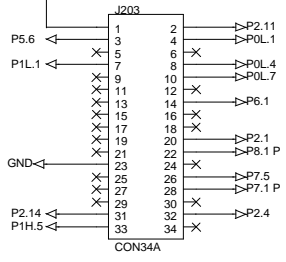 J203
1 2 P2.11
P5.6 3 4 P0L.1
5 6
P1L.1 7 8 P0L.4
9 10 P0L.7
11 12
13 14 P6.1
15 16
17 18
19 20 P2.1
21 22 P8.1 P
GND 23 24
25 26 P7.5
27 28 P7.1 P
29 30
P2.14 31 32 P2.4
P1H.5 33 34
CON34A